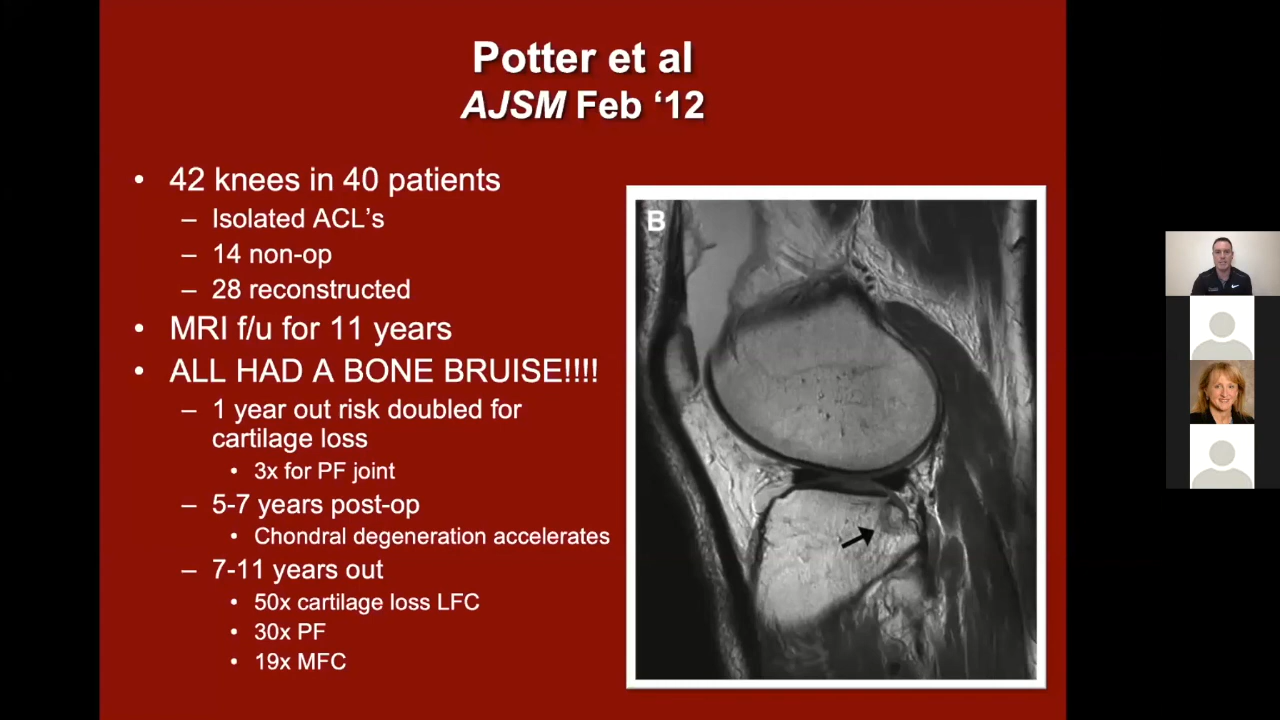 Potter et al
AJSM Feb ‘12
• 42 knees in 40 patients
– Isolated ACL’s
– 14 non-op
– 28 reconstructed
• MRI f/u for 11 years
• ALL HAD A BONE BRUISE!!!!
– 1 year out risk doubled for
cartilage loss
• 3x for PF joint
– 5-7 years post-op
• Chondral degeneration accelerates
– 7-11 years out
• 50x cartilage loss LFC
• 30x PF
• 19x MFC
B